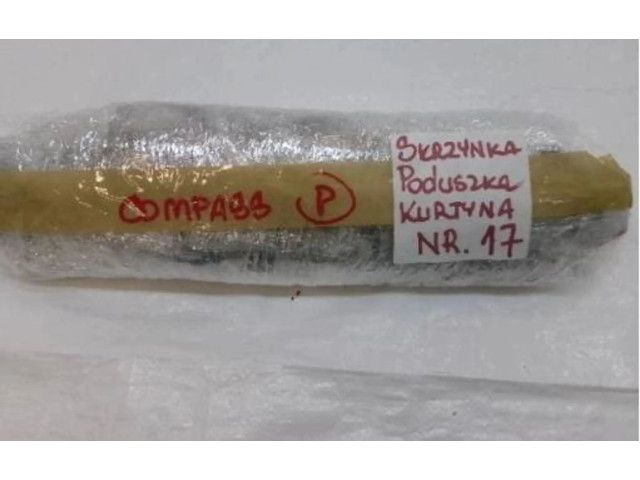 COMPASS P
SKRZYNKA
PODUSZKA
KURTYNA
NR. 17